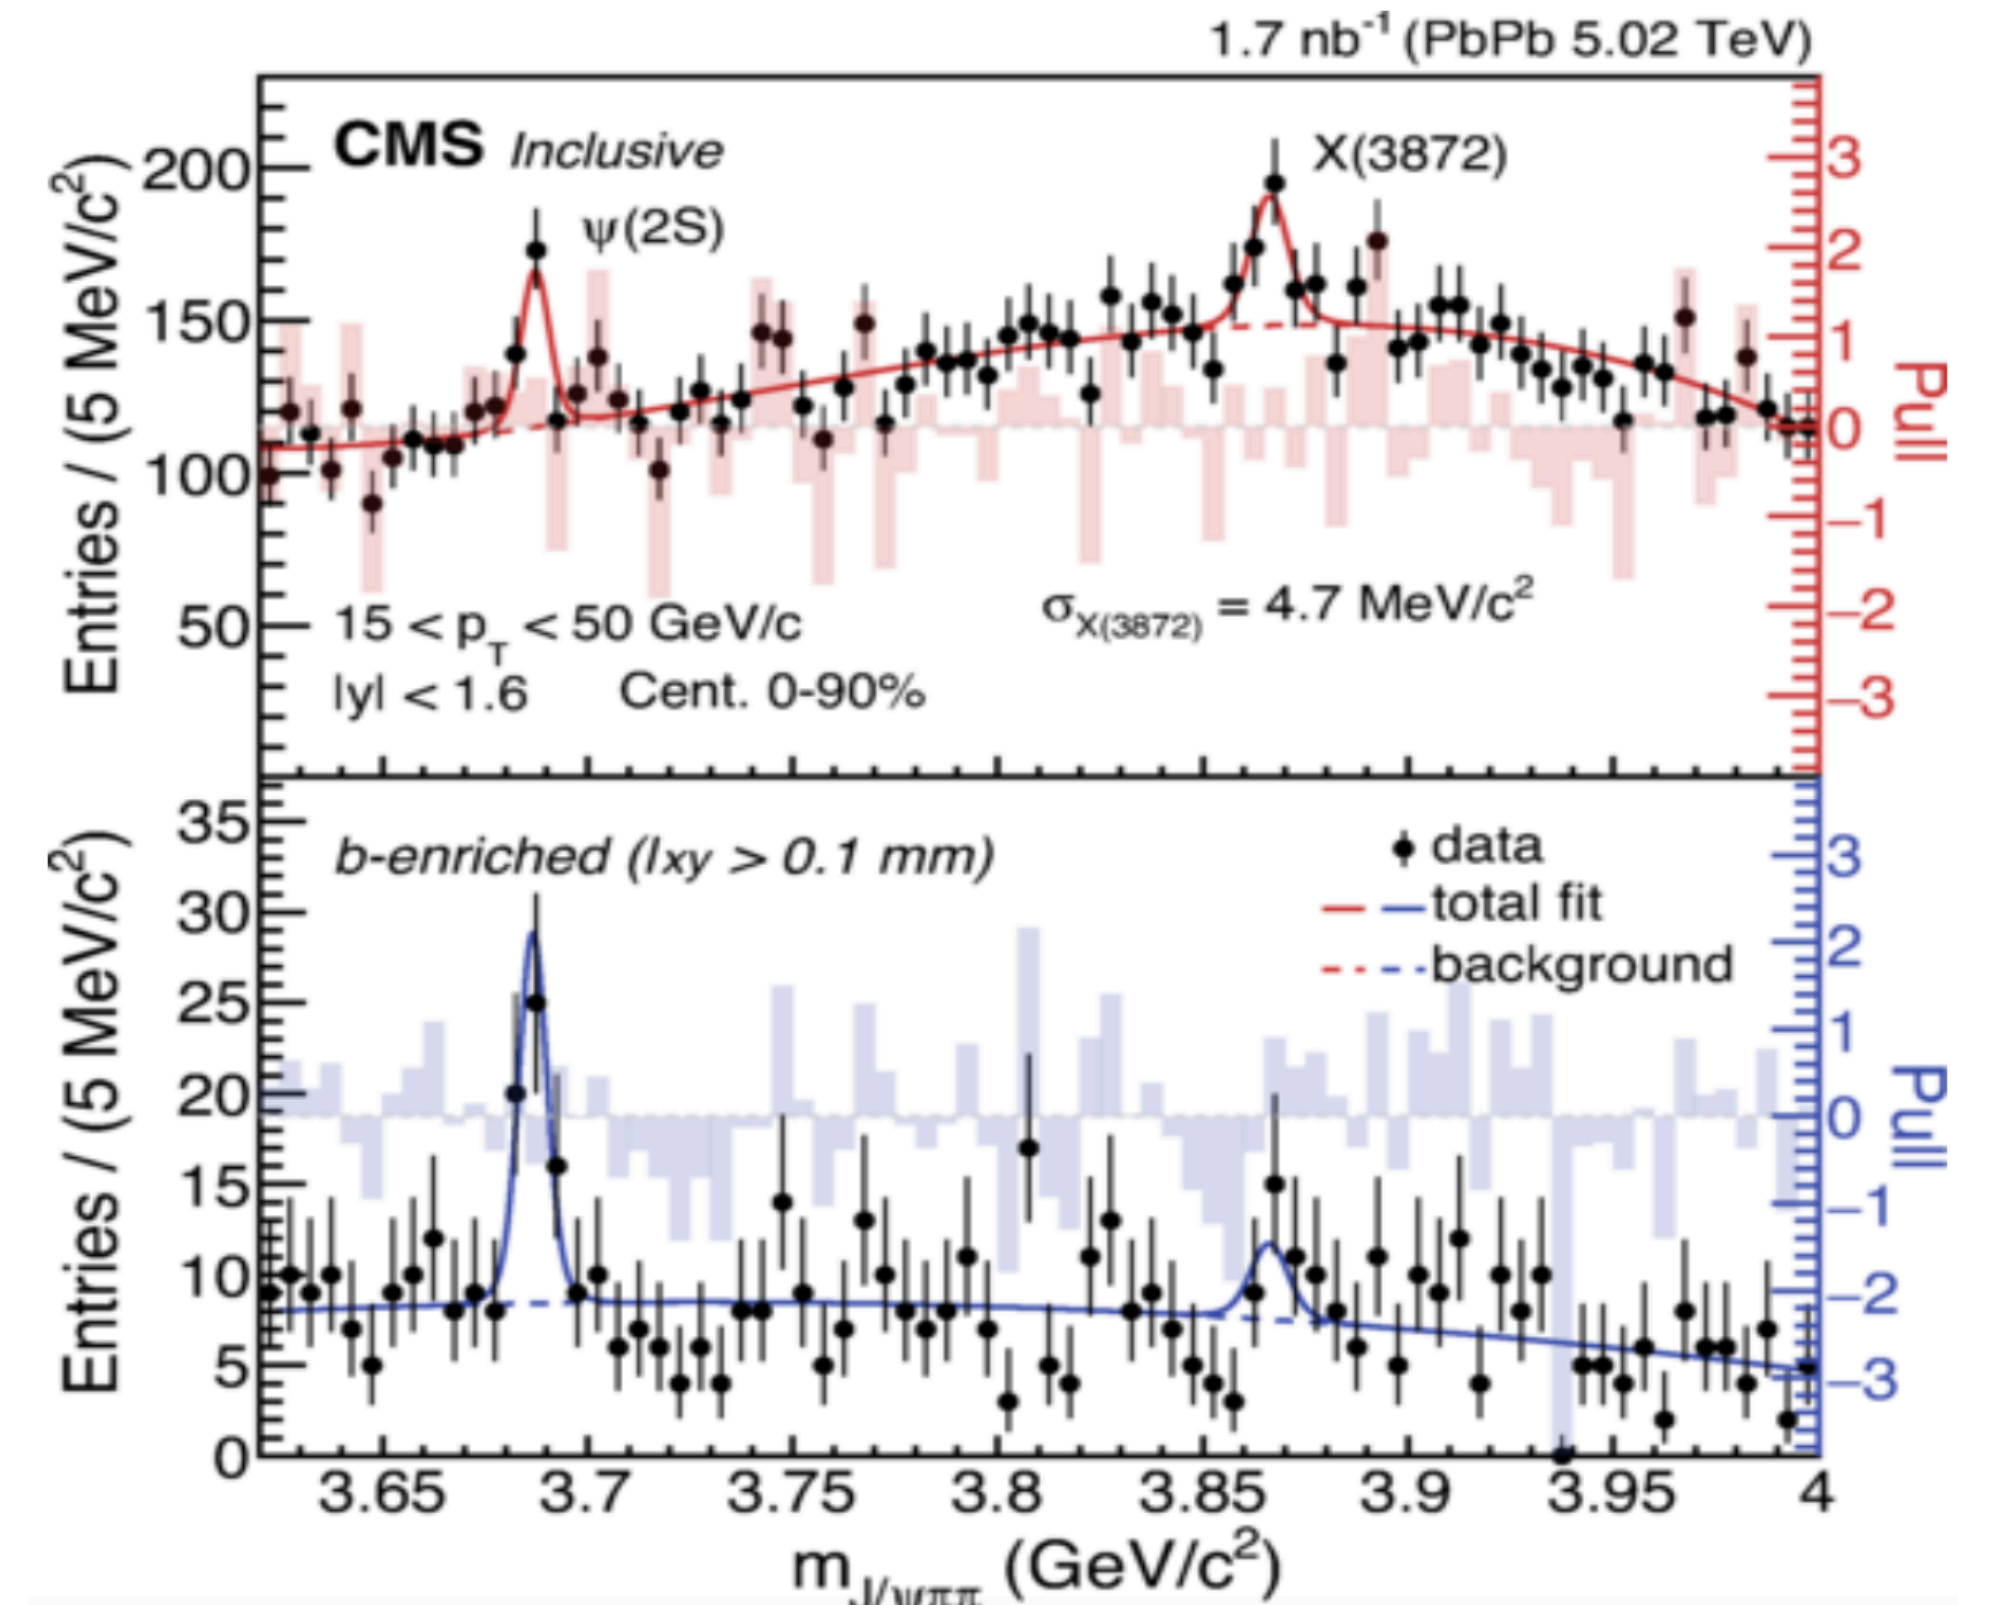 1.7 nb⁻¹ (PbPb 5.02 TeV)
CMS Inclusive
X(3872)
ψ(2S)
Entries / (5 MeV/c²)
200
150
100
50
3
2
1
0
−1
−2
−3
Pull
15 < p_T < 50 GeV/c
σ_X(3872) = 4.7 MeV/c²
|y| < 1.6 Cent. 0-90%
Entries / (5 MeV/c²)
35
30
25
20
15
10
5
0
b-enriched (lxy > 0.1 mm)
data
total fit
background
3
2
1
0
−1
−2
−3
Pull
3.65 3.7 3.75 3.8 3.85 3.9 3.95 4
m_J/ψππ (GeV/c²)